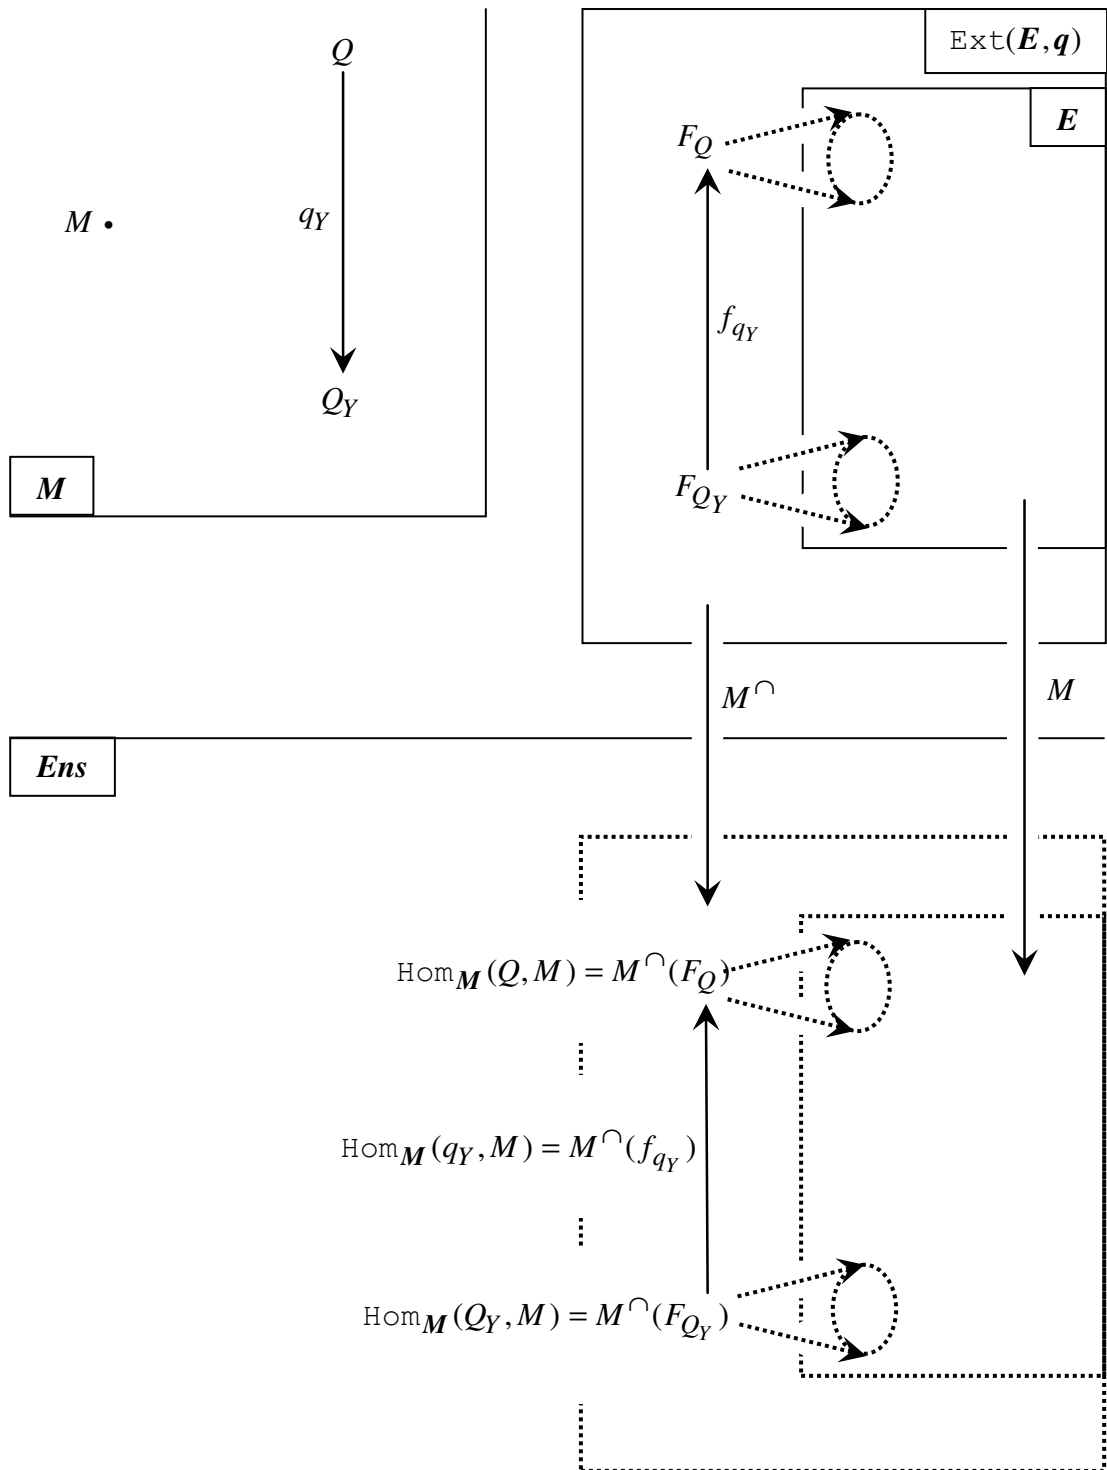 Q
Ext(E,q)
E
F_Q
M •
q_Y
f_{q_Y}
Q_Y
M
F_{Q_Y}
M^∩
M
Ens
Hom_M(Q,M) = M^∩(F_Q)
Hom_M(q_Y,M) = M^∩(f_{q_Y})
Hom_M(Q_Y,M) = M^∩(F_{Q_Y})